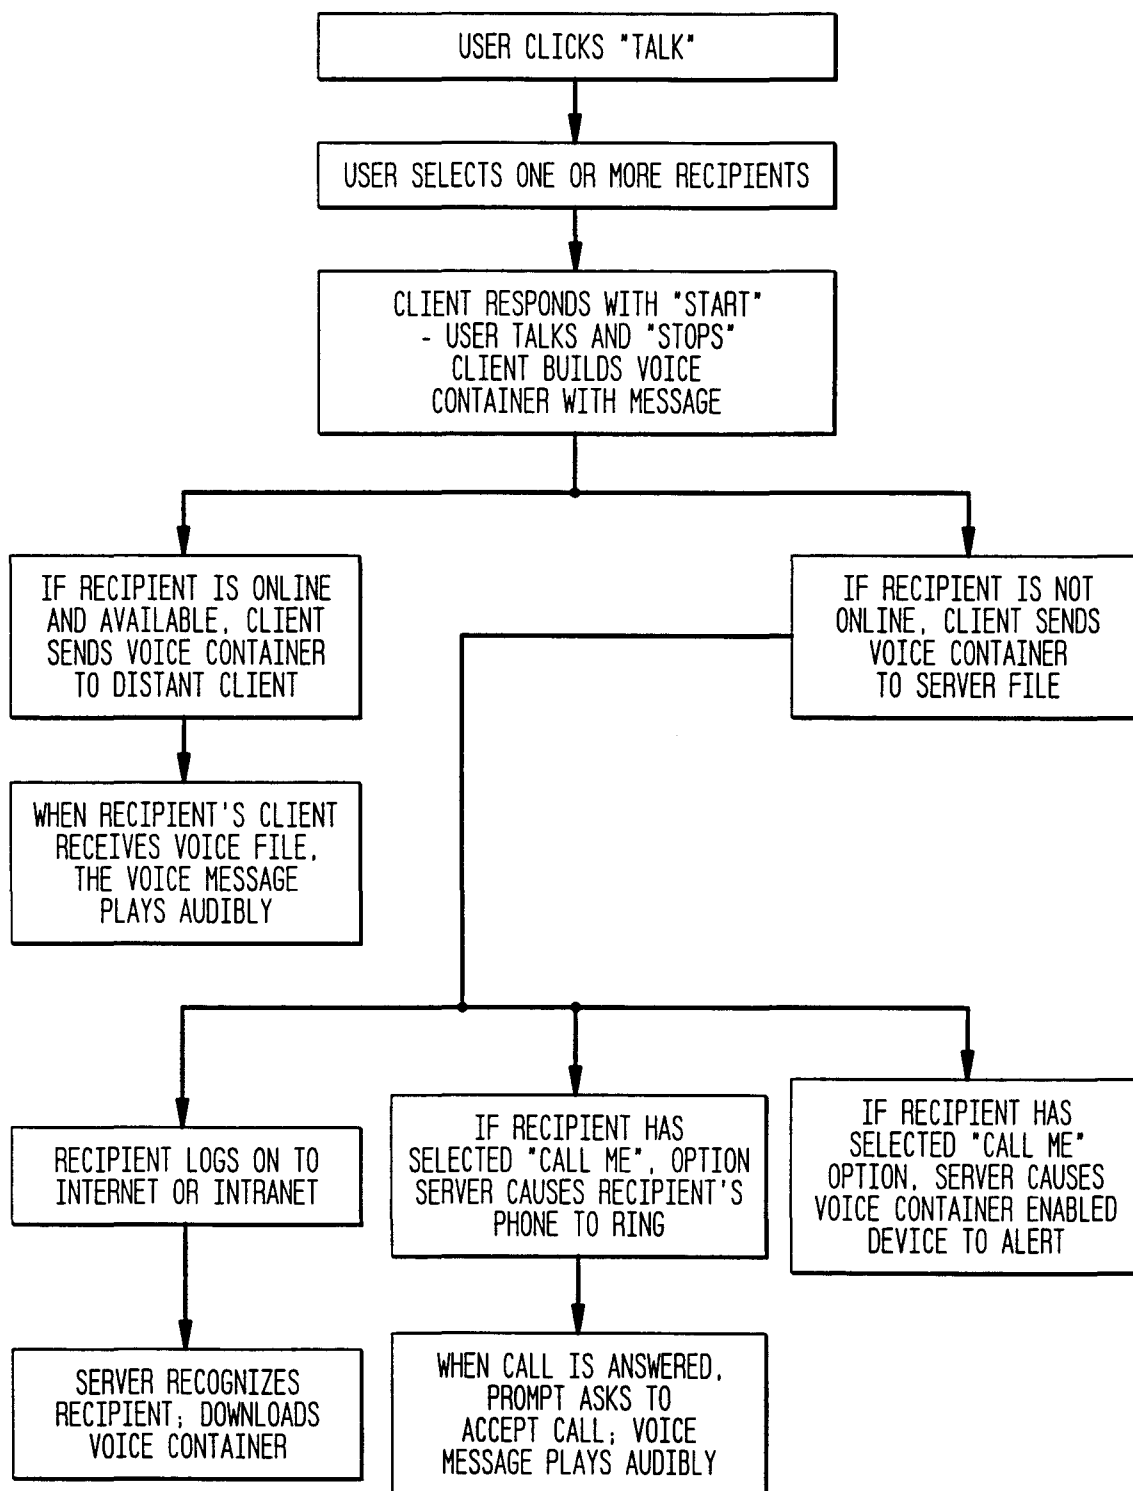 USER CLICKS "TALK"
USER SELECTS ONE OR MORE RECIPIENTS
CLIENT RESPONDS WITH "START"
- USER TALKS AND "STOPS"
CLIENT BUILDS VOICE
CONTAINER WITH MESSAGE
IF RECIPIENT IS ONLINE
AND AVAILABLE, CLIENT
SENDS VOICE CONTAINER
TO DISTANT CLIENT
IF RECIPIENT IS NOT
ONLINE, CLIENT SENDS
VOICE CONTAINER
TO SERVER FILE
WHEN RECIPIENT'S CLIENT
RECEIVES VOICE FILE,
THE VOICE MESSAGE
PLAYS AUDIBLY
RECIPIENT LOGS ON TO
INTERNET OR INTRANET
IF RECIPIENT HAS
SELECTED "CALL ME", OPTION
SERVER CAUSES RECIPIENT'S
PHONE TO RING
IF RECIPIENT HAS
SELECTED "CALL ME"
OPTION, SERVER CAUSES
VOICE CONTAINER ENABLED
DEVICE TO ALERT
SERVER RECOGNIZES
RECIPIENT; DOWNLOADS
VOICE CONTAINER
WHEN CALL IS ANSWERED,
PROMPT ASKS TO
ACCEPT CALL; VOICE
MESSAGE PLAYS AUDIBLY